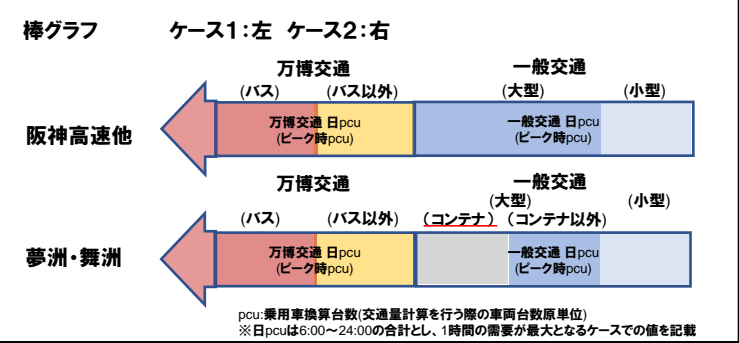 棒グラフ　ケース1：左　ケース2：右
万博交通　一般交通
(バス)　(バス以外)　(大型)　(小型)
阪神高速他
万博交通 日pcu　一般交通 日pcu
(ピーク時pcu)　(ピーク時pcu)
万博交通　一般交通
(大型)
(バス)　(バス以外)　(コンテナ)　(コンテナ以外)　(小型)
夢洲・舞洲
万博交通 日pcu　一般交通 日pcu
(ピーク時pcu)　(ピーク時pcu)
pcu:乗用車換算台数(交通量計算を行う際の車両台数原単位)
※日pcuは6:00～24:00の合計とし、1時間の需要が最大となるケースでの値を記載